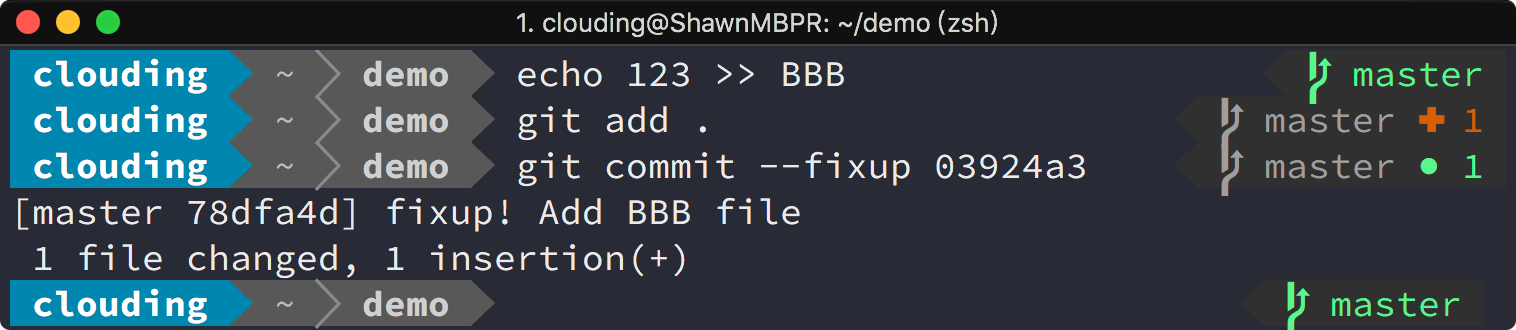 1. clouding@ShawnMBPR: ~/demo (zsh)
clouding ~ demo echo 123 >> BBB master
clouding ~ demo git add . master ✚ 1
clouding ~ demo git commit --fixup 03924a3 master ● 1
[master 78dfa4d] fixup! Add BBB file
1 file changed, 1 insertion(+)
clouding ~ demo master